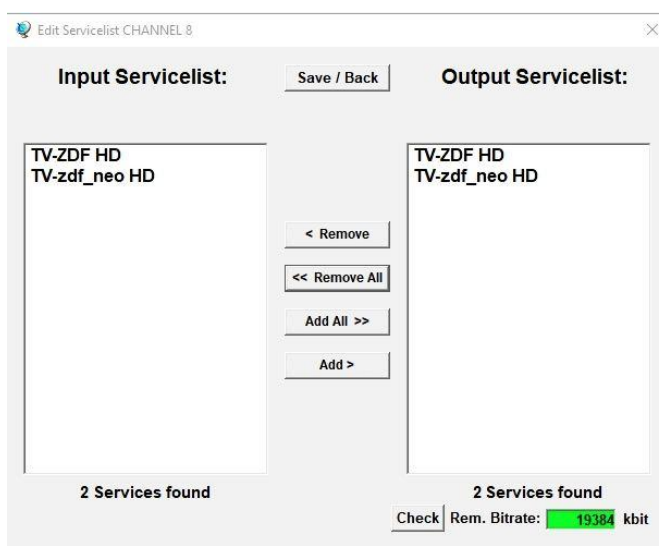 Edit Servicelist CHANNEL 8
Input Servicelist:
Save / Back
Output Servicelist:
TV-ZDF HD
TV-zdf_neo HD
TV-ZDF HD
TV-zdf_neo HD
< Remove
<< Remove All
Add All >>
Add >
2 Services found
2 Services found
Check Rem. Bitrate: 19384 kbit